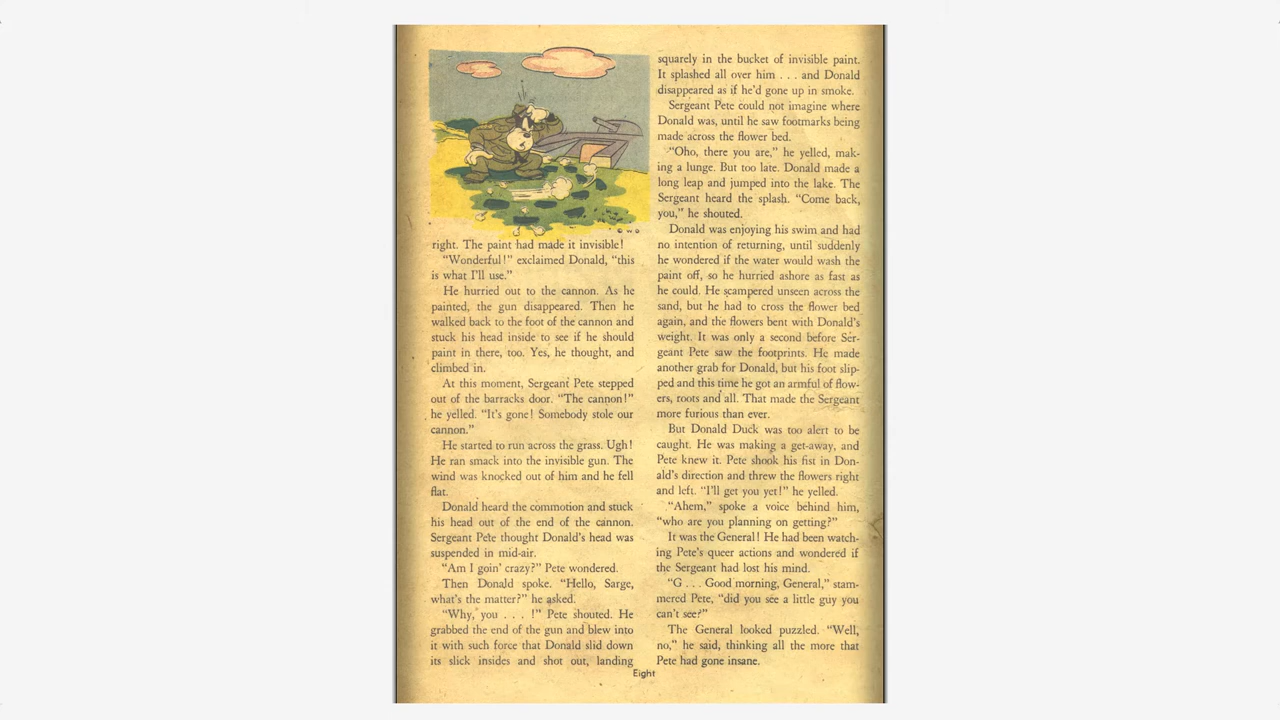 © W D
right. The paint had made it invisible!
"Wonderful!" exclaimed Donald, "this
is what I'll use."
He hurried out to the cannon. As he
painted, the gun disappeared. Then he
walked back to the foot of the cannon and
stuck his head inside to see if he should
paint in there, too. Yes, he thought, and
climbed in.
At this moment, Sergeant Pete stepped
out of the barracks door. "The cannon!"
he yelled. "It's gone! Somebody stole our
cannon."
He started to run across the grass. Ugh!
He ran smack into the invisible gun. The
wind was knocked out of him and he fell
flat.
Donald heard the commotion and stuck
his head out of the end of the cannon.
Sergeant Pete thought Donald's head was
suspended in mid-air.
"Am I goin' crazy?" Pete wondered.
Then Donald spoke. "Hello, Sarge,
what's the matter?" he asked.
"Why, you . . . !" Pete shouted. He
grabbed the end of the gun and blew into
it with such force that Donald slid down
its slick insides and shot out, landing
squarely in the bucket of invisible paint.
It splashed all over him . . . and Donald
disappeared as if he'd gone up in smoke.
Sergeant Pete could not imagine where
Donald was, until he saw footmarks being
made across the flower bed.
"Oho, there you are," he yelled, mak-
ing a lunge. But too late. Donald made a
long leap and jumped into the lake. The
Sergeant heard the splash. "Come back,
you," he shouted.
Donald was enjoying his swim and had
no intention of returning, until suddenly
he wondered if the water would wash the
paint off, so he hurried ashore as fast as
he could. He scampered unseen across the
sand, but he had to cross the flower bed
again, and the flowers bent with Donald's
weight. It was only a second before Ser-
geant Pete saw the footprints. He made
another grab for Donald, but his foot slip-
ped and this time he got an armful of flow-
ers, roots and all. That made the Sergeant
more furious than ever.
But Donald Duck was too alert to be
caught. He was making a get-away, and
Pete knew it. Pete shook his fist in Don-
ald's direction and threw the flowers right
and left. "I'll get you yet!" he yelled.
"Ahem," spoke a voice behind him,
"who are you planning on getting?"
It was the General! He had been watch-
ing Pete's queer actions and wondered if
the Sergeant had lost his mind.
"G . . . Good morning, General," stam-
mered Pete, "did you see a little guy you
can't see?"
The General looked puzzled. "Well,
no," he said, thinking all the more that
Pete had gone insane.
Eight